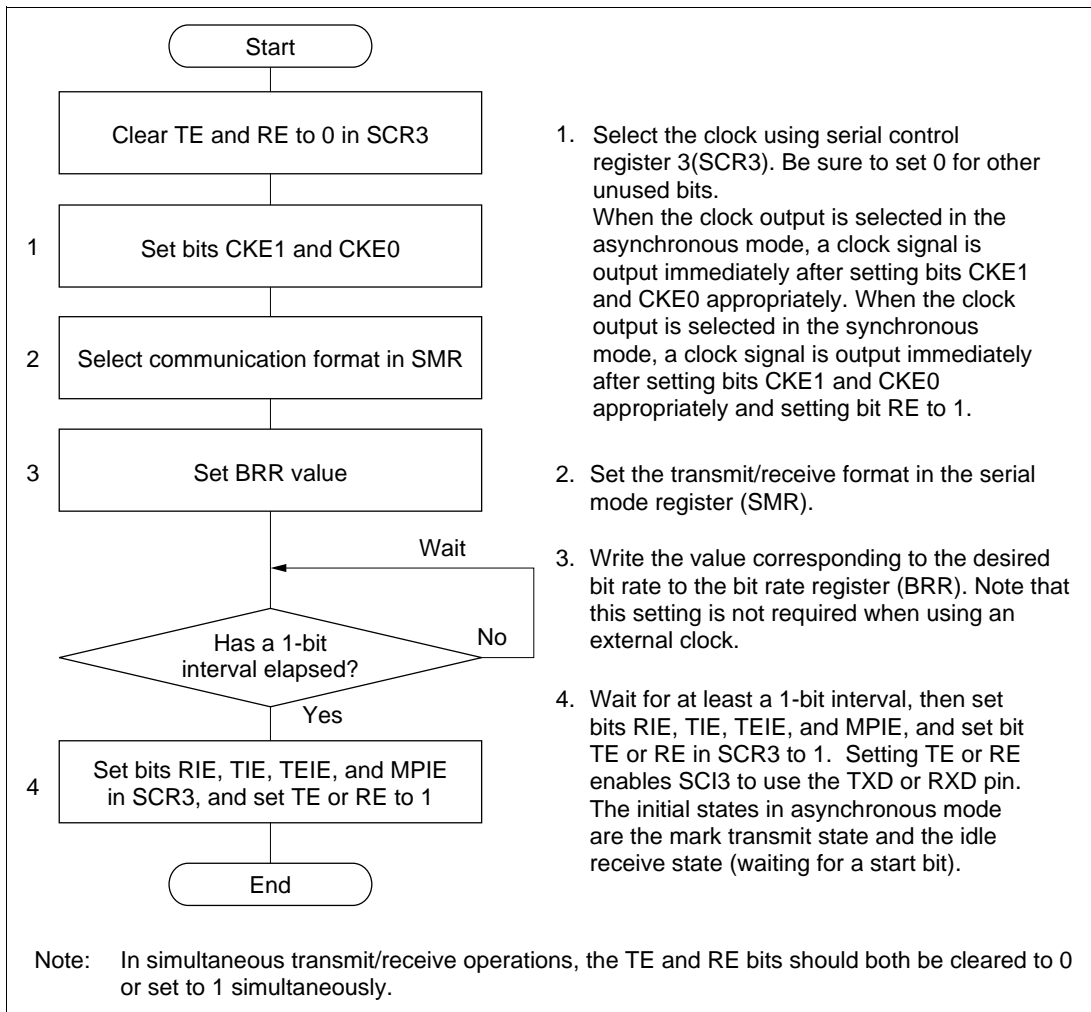 Start
Clear TE and RE to 0 in SCR3
1
Set bits CKE1 and CKE0
2
Select communication format in SMR
3
Set BRR value
Wait
Has a 1-bit
interval elapsed?
No
Yes
4
Set bits RIE, TIE, TEIE, and MPIE
in SCR3, and set TE or RE to 1
End
1. Select the clock using serial control
register 3(SCR3). Be sure to set 0 for other
unused bits.
When the clock output is selected in the
asynchronous mode, a clock signal is
output immediately after setting bits CKE1
and CKE0 appropriately. When the clock
output is selected in the synchronous
mode, a clock signal is output immediately
after setting bits CKE1 and CKE0
appropriately and setting bit RE to 1.
2. Set the transmit/receive format in the serial
mode register (SMR).
3. Write the value corresponding to the desired
bit rate to the bit rate register (BRR). Note that
this setting is not required when using an
external clock.
4. Wait for at least a 1-bit interval, then set
bits RIE, TIE, TEIE, and MPIE, and set bit
TE or RE in SCR3 to 1. Setting TE or RE
enables SCI3 to use the TXD or RXD pin.
The initial states in asynchronous mode
are the mark transmit state and the idle
receive state (waiting for a start bit).
Note: In simultaneous transmit/receive operations, the TE and RE bits should both be cleared to 0
or set to 1 simultaneously.